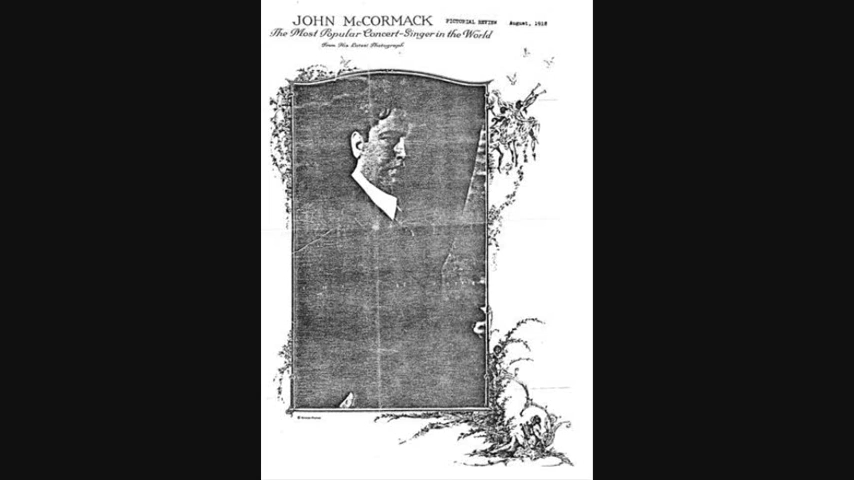 JOHN McCORMACK PICTORIAL REVIEW August, 1918
The Most Popular Concert-Singer in the World
From His Latest Photograph